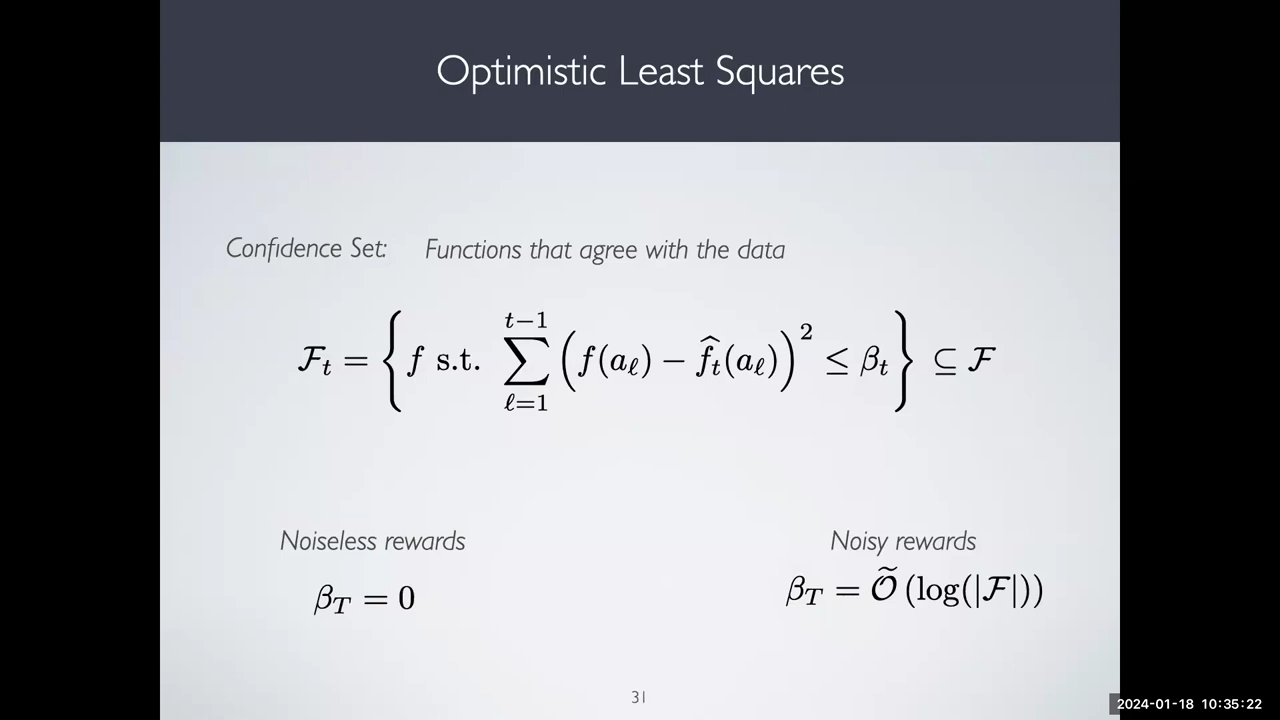 Optimistic Least Squares
Confidence Set: Functions that agree with the data
$\mathcal{F}_t = \left\{ f \text{ s.t. } \sum_{\ell=1}^{t-1} \left( f(a_\ell) - \widehat{f}_t(a_\ell) \right)^2 \leq \beta_t \right\} \subseteq \mathcal{F}$
Noiseless rewards
Noisy rewards
$\beta_T = 0$
$\beta_T = \widetilde{\mathcal{O}}\left(\log(|\mathcal{F}|)\right)$
31
2024-01-18 10:35:22